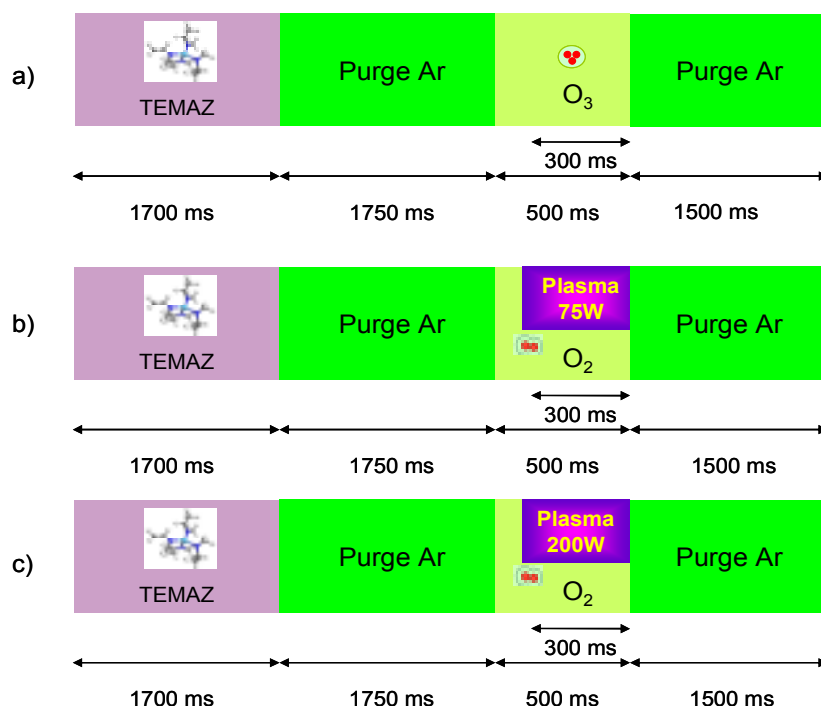 a)
TEMAZ
Purge Ar
O₃
Purge Ar
300 ms
1700 ms
1750 ms
500 ms
1500 ms
b)
TEMAZ
Purge Ar
Plasma
75W
O₂
Purge Ar
300 ms
1700 ms
1750 ms
500 ms
1500 ms
c)
TEMAZ
Purge Ar
Plasma
200W
O₂
Purge Ar
300 ms
1700 ms
1750 ms
500 ms
1500 ms